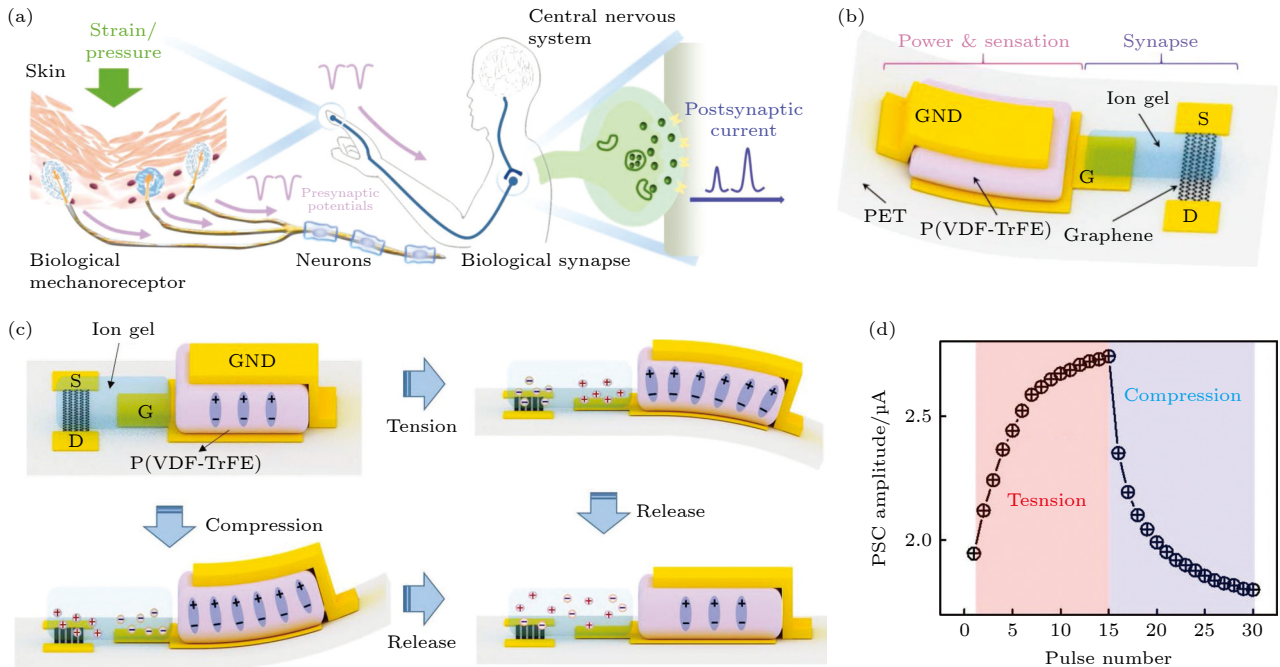 (a)
Strain/
pressure
Skin
Presynaptic
potentials
Biological
mechanoreceptor
Neurons
Central nervous
system
Biological synapse
Postsynaptic
current
(b)
Power & sensation
Synapse
GND
Ion gel
S
G
D
PET
P(VDF-TrFE)
Graphene
(c)
Ion gel
S
GND
G
D
P(VDF-TrFE)
Tension
Compression
Release
Release
(d)
PSC amplitude/μA
2.5
2.0
Compression
Tesnsion
0 5 10 15 20 25 30
Pulse number